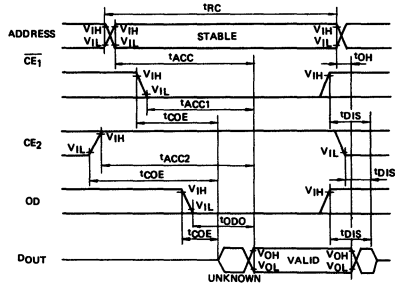 tRC
ADDRESS VIH VIL VIH VIL STABLE VIH VIL
tACC tOH
CE1 VIH VIL VIH
tACC1 tDIS
tCOE
CE2 VIL VIH VIL
tACC2
tCOE tDIS
OD VIH VIL VIH
tODO
tCOE tDIS
DOUT VOH VOL VALID VOH VOL
UNKNOWN